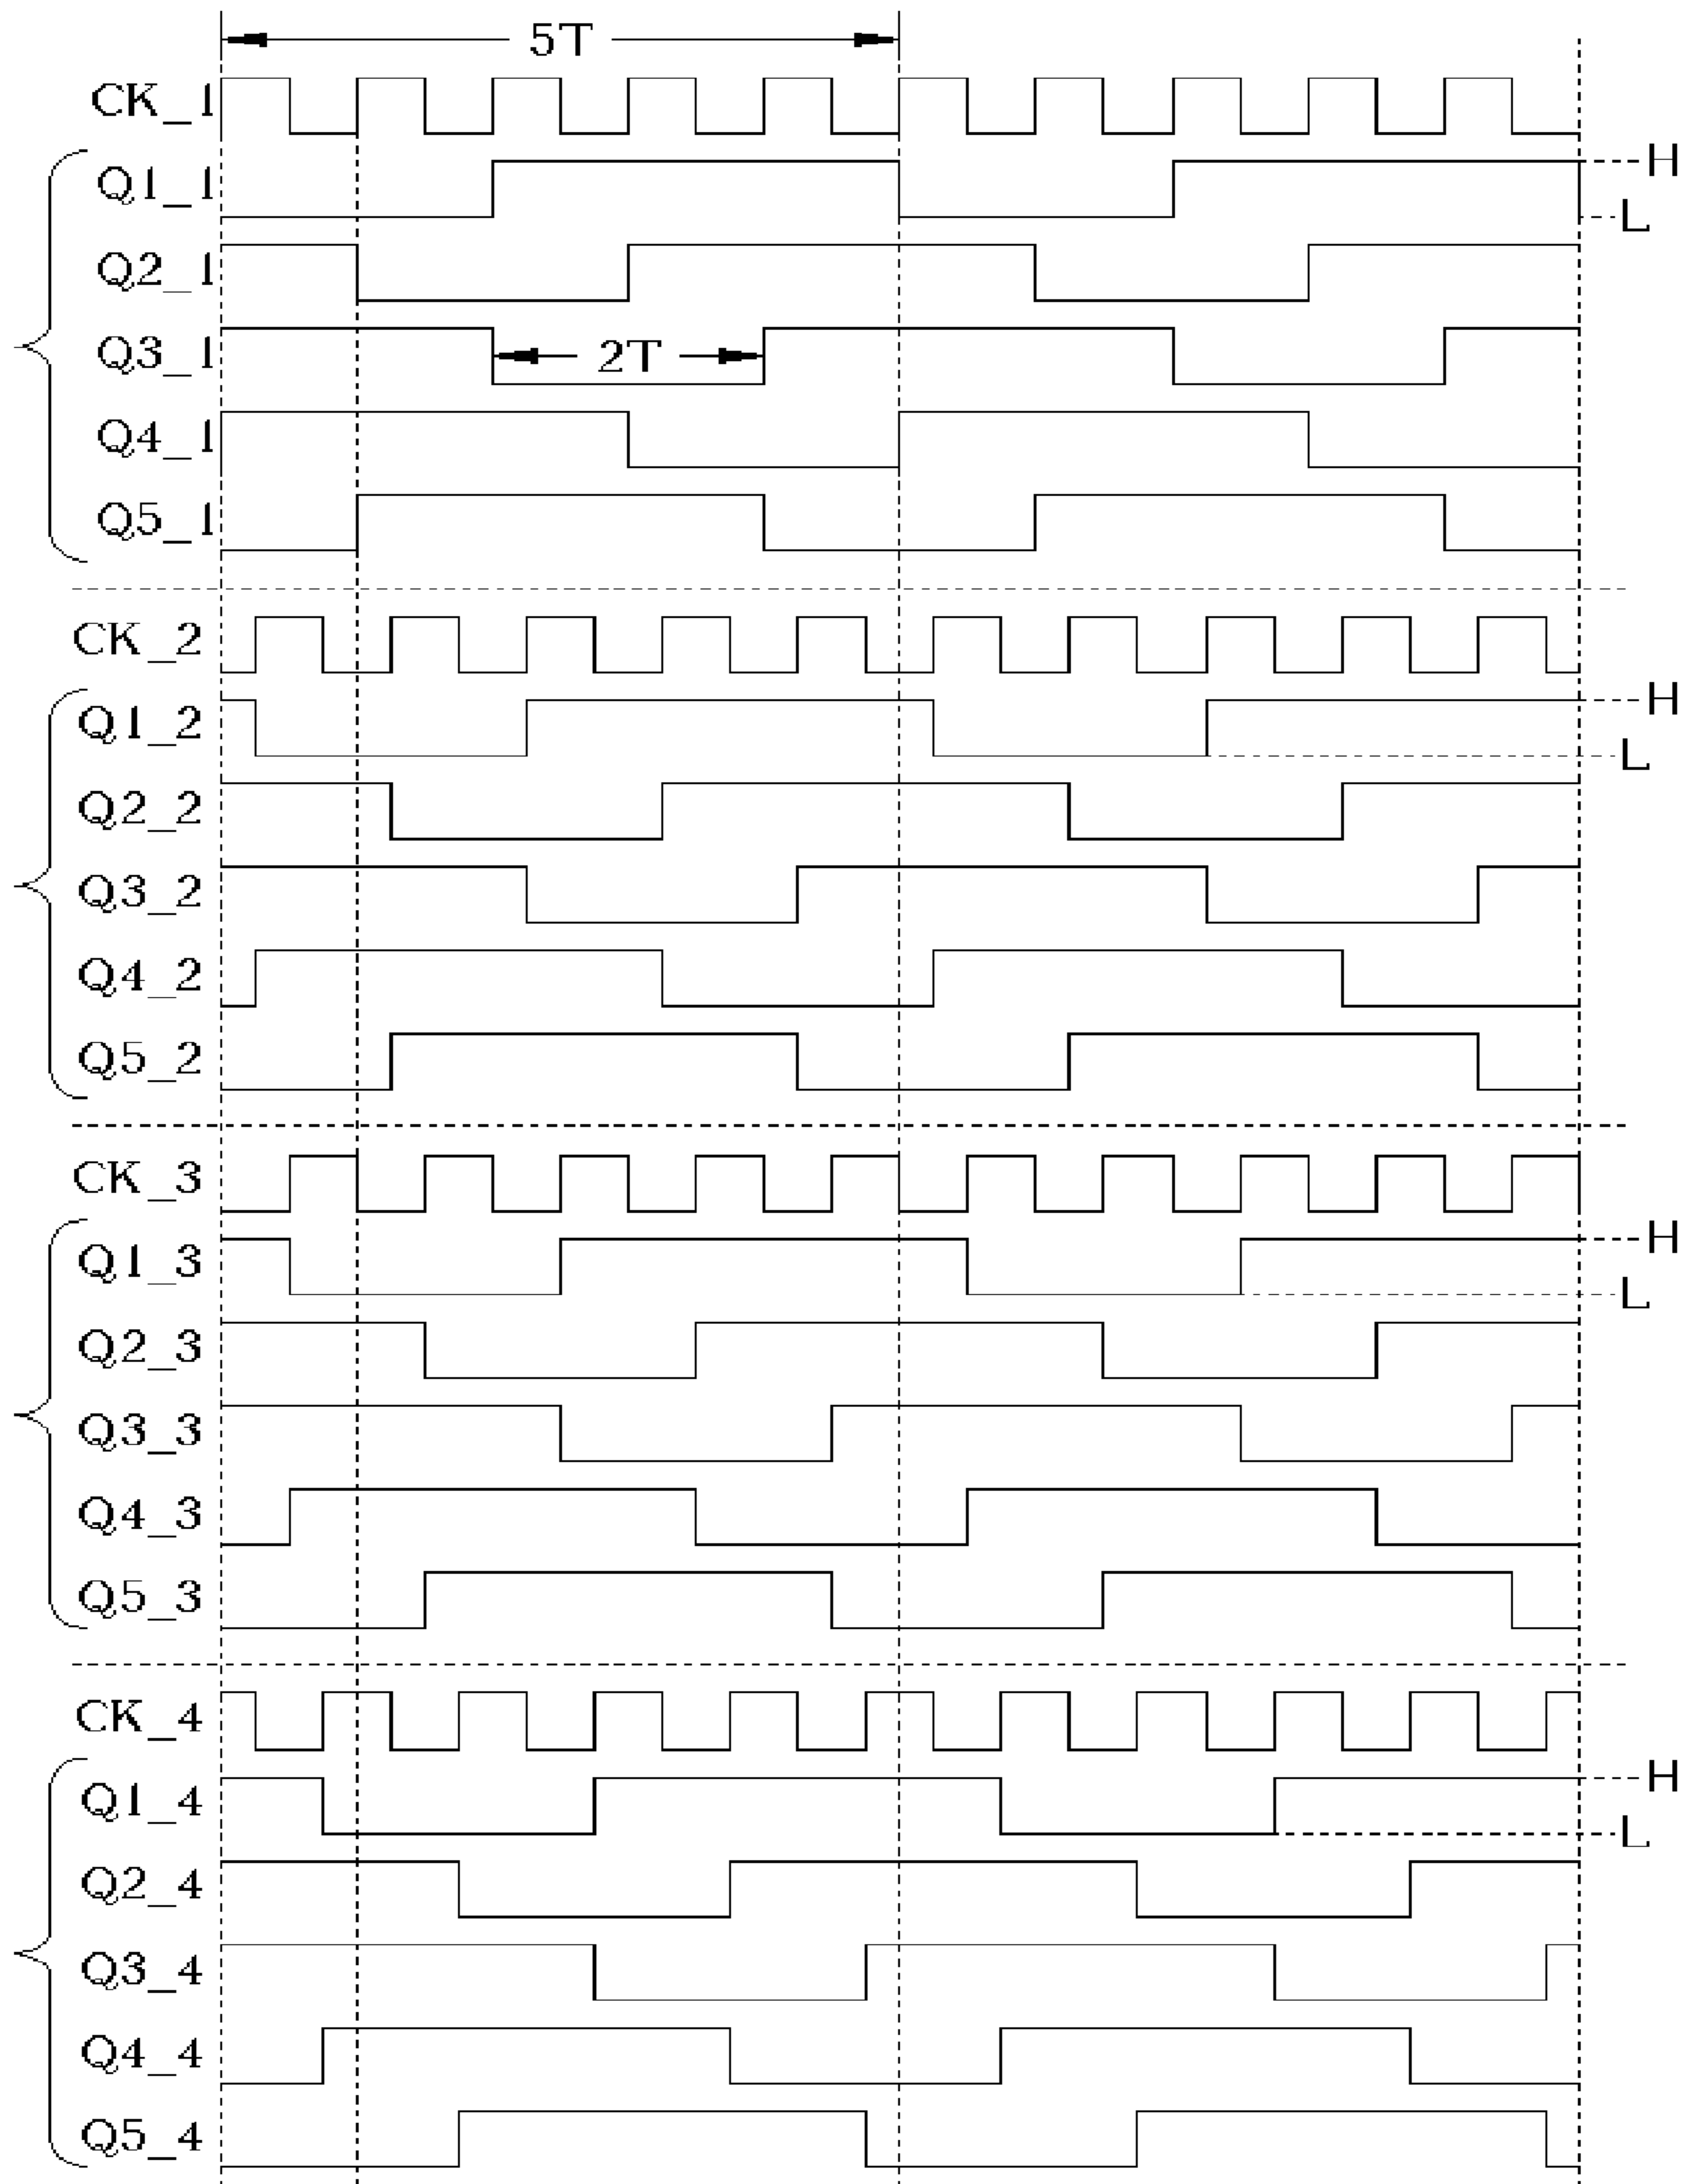 5T
CK_1
Q1_1
H
L
Q2_1
Q3_1
2T
Q4_1
Q5_1
CK_2
Q1_2
H
L
Q2_2
Q3_2
Q4_2
Q5_2
CK_3
Q1_3
H
L
Q2_3
Q3_3
Q4_3
Q5_3
CK_4
Q1_4
H
L
Q2_4
Q3_4
Q4_4
Q5_4